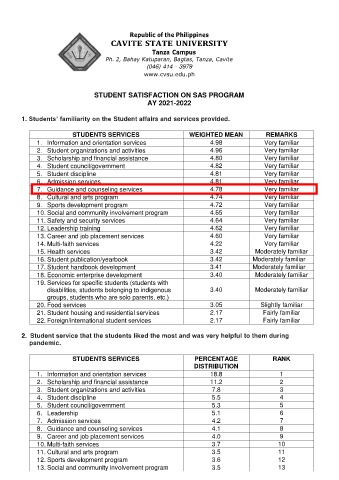 Republic of the Philippines
CAVITE STATE UNIVERSITY
Tanza Campus
Ph. 2, Bahay Katuparan, Bagtas, Tanza, Cavite
(046) 414 - 3979
www.cvsu.edu.ph
STUDENT SATISFACTION ON SAS PROGRAM
AY 2021-2022
1. Students' familiarity on the Student affairs and services provided.
STUDENTS SERVICES WEIGHTED MEAN REMARKS
1. Information and orientation services 4.98 Very familiar
2. Student organizations and activities 4.96 Very familiar
3. Scholarship and financial assistance 4.80 Very familiar
4. Student council/government 4.82 Very familiar
5. Student discipline 4.81 Very familiar
6. Admission services 4.81 Very familiar
7. Guidance and counseling services 4.78 Very familiar
8. Cultural and arts program 4.74 Very familiar
9. Sports development program 4.72 Very familiar
10. Social and community involvement program 4.65 Very familiar
11. Safety and security services 4.64 Very familiar
12. Leadership training 4.62 Very familiar
13. Career and job placement services 4.60 Very familiar
14. Multi-faith services 4.22 Very familiar
15. Health services 3.42 Moderately familiar
16. Student publication/yearbook 3.42 Moderately familiar
17. Student handbook development 3.41 Moderately familiar
18. Economic enterprise development 3.40 Moderately familiar
19. Services for specific students (students with
disabilities, students belonging to indigenous 3.40 Moderately familiar
groups, students who are solo parents, etc.)
20. Food services 3.05 Slightly familiar
21. Student housing and residential services 2.17 Fairly familiar
22. Foreign/international student services 2.17 Fairly familiar
2. Student service that the students liked the most and was very helpful to them during
pandemic.
STUDENTS SERVICES PERCENTAGE DISTRIBUTION RANK
1. Information and orientation services 18.8 1
2. Scholarship and financial assistance 11.2 2
3. Student organizations and activities 7.8 3
4. Student discipline 5.5 4
5. Student council/government 5.3 5
6. Leadership 5.1 6
7. Admission services 4.2 7
8. Guidance and counseling services 4.1 8
9. Career and job placement services 4.0 9
10. Multi-faith services 3.7 10
11. Cultural and arts program 3.5 11
12. Sports development program 3.6 12
13. Social and community involvement program 3.5 13